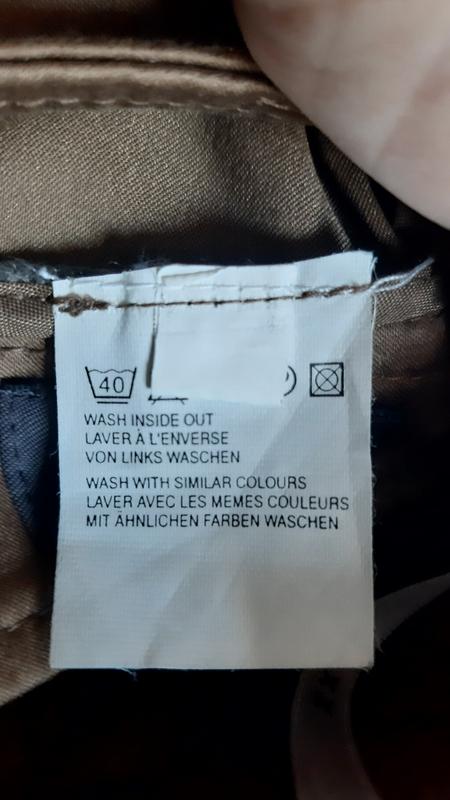 40
WASH INSIDE OUT
LAVER À L'ENVERSE
VON LINKS WASCHEN
WASH WITH SIMILAR COLOURS
LAVER AVEC LES MEMES COULEURS
MIT ÄHNLICHEN FARBEN WASCHEN